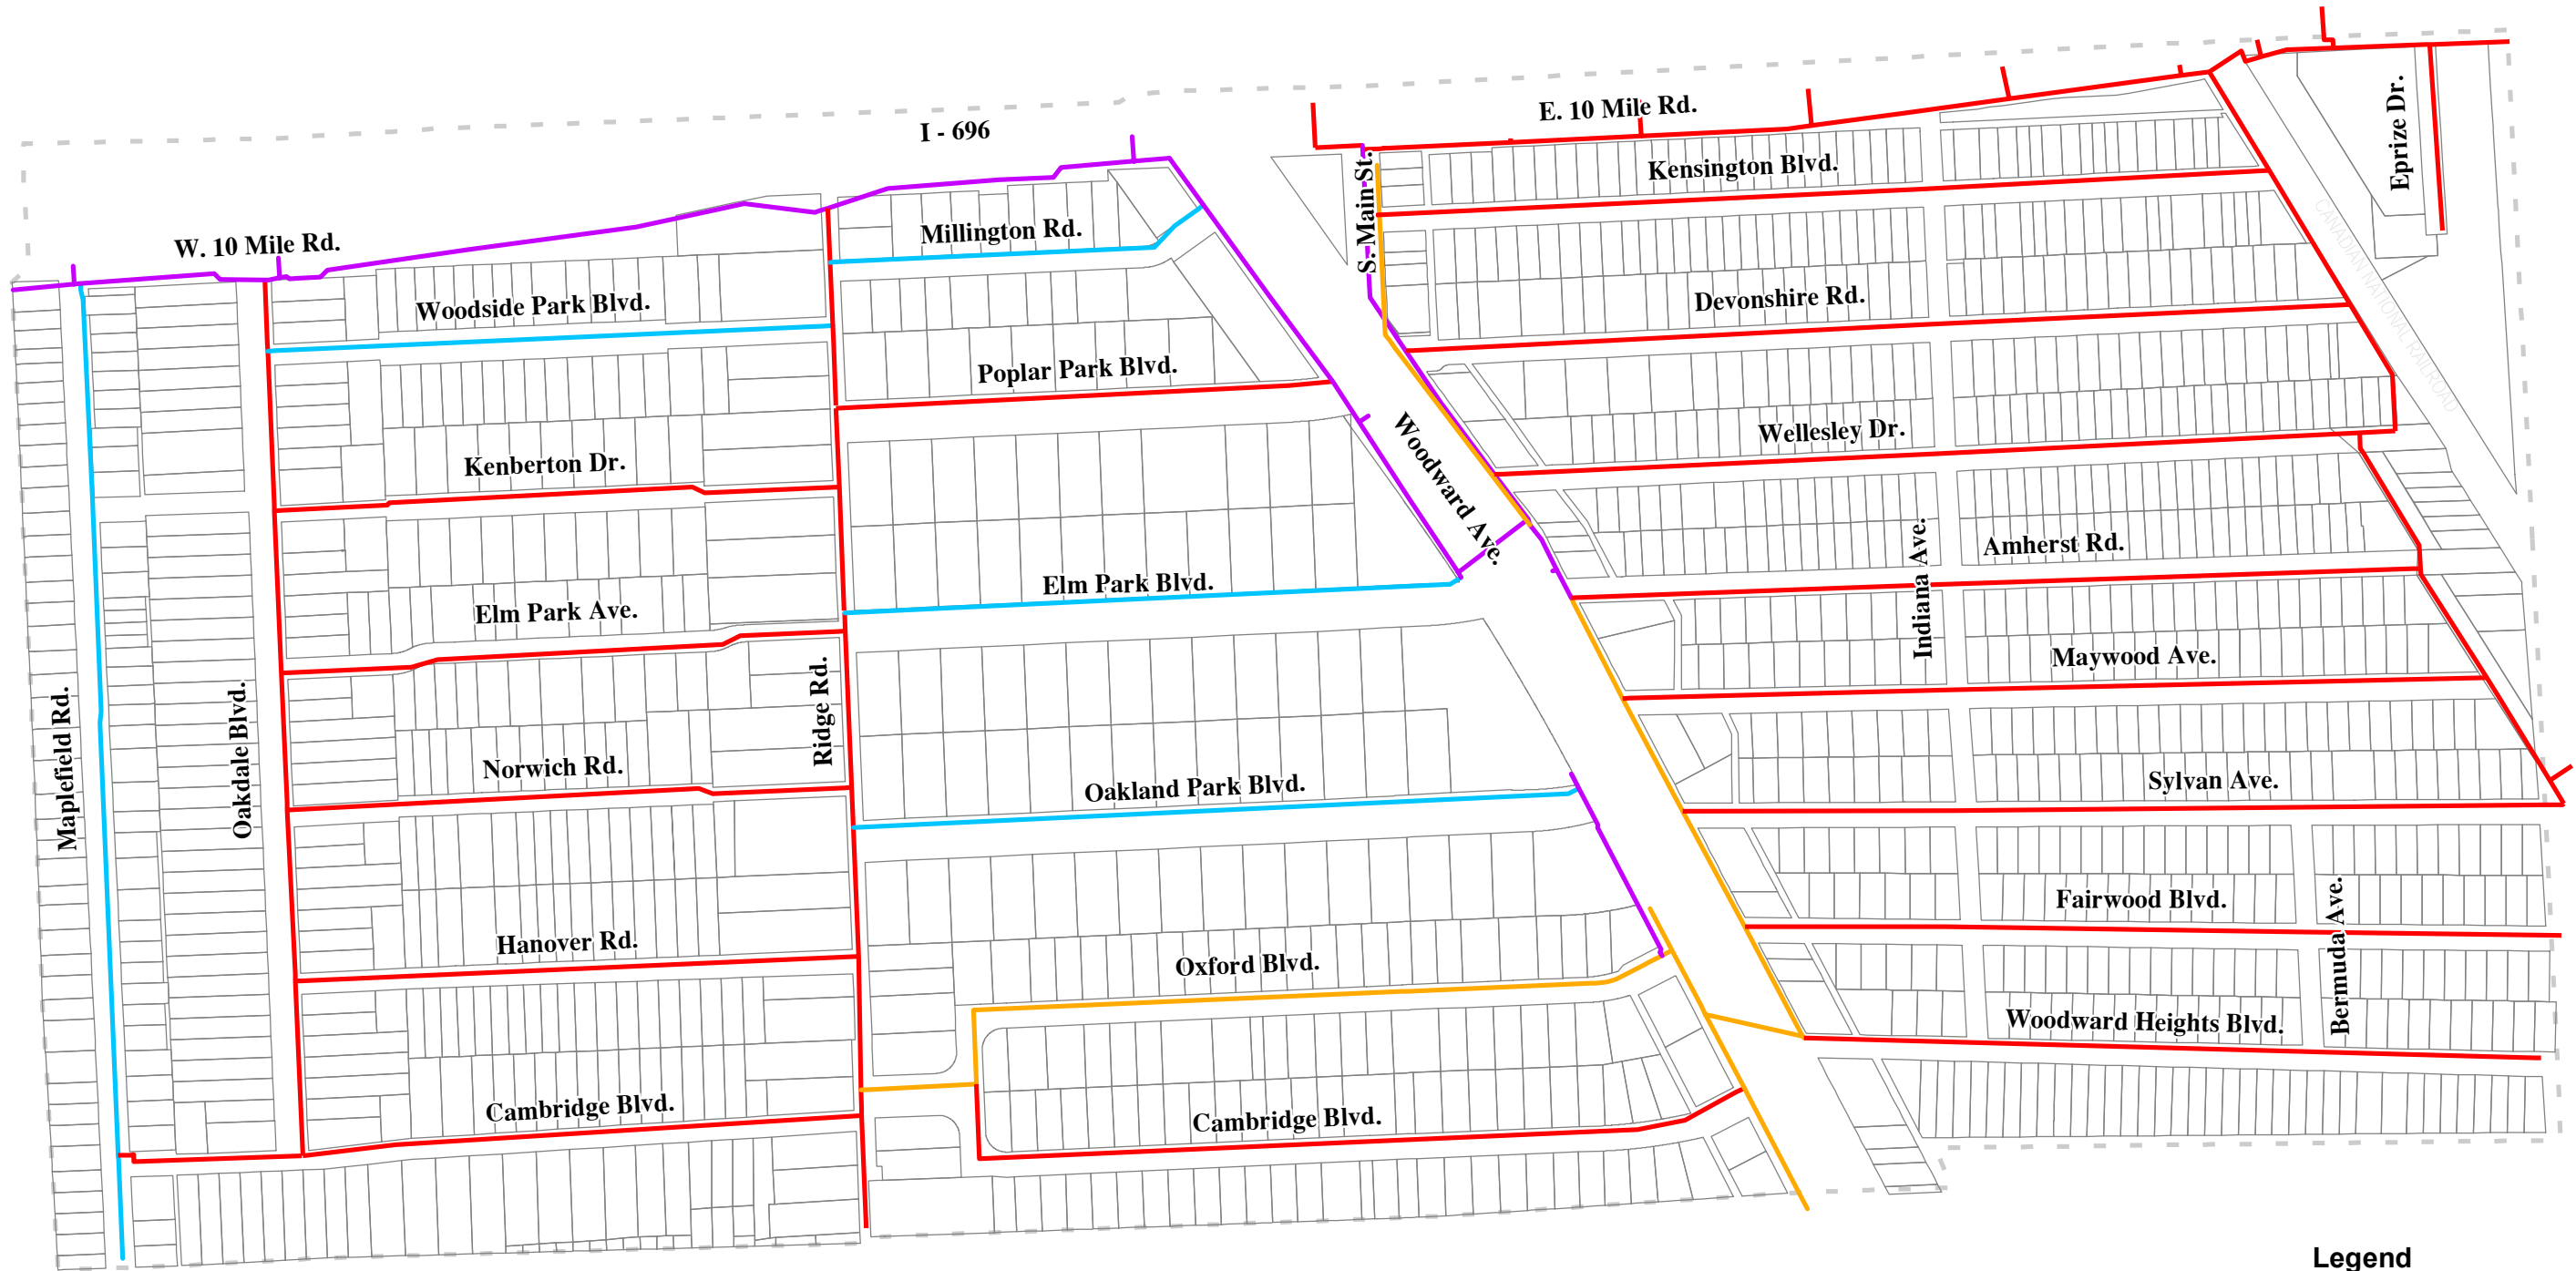 I - 696
E. 10 Mile Rd.
W. 10 Mile Rd.
S. Main St.
Eprize Dr.
Kensington Blvd.
Millington Rd.
Woodside Park Blvd.
Devonshire Rd.
CANADIAN NATIONAL RAILROAD
Poplar Park Blvd.
Wellesley Dr.
Kenberton Dr.
Woodward Ave.
Amherst Rd.
Indiana Ave.
Elm Park Blvd.
Elm Park Ave.
Maywood Ave.
Maplefield Rd.
Oakdale Blvd.
Ridge Rd.
Norwich Rd.
Oakland Park Blvd.
Sylvan Ave.
Fairwood Blvd.
Bermuda Ave.
Hanover Rd.
Oxford Blvd.
Woodward Heights Blvd.
Cambridge Blvd.
Cambridge Blvd.
Legend